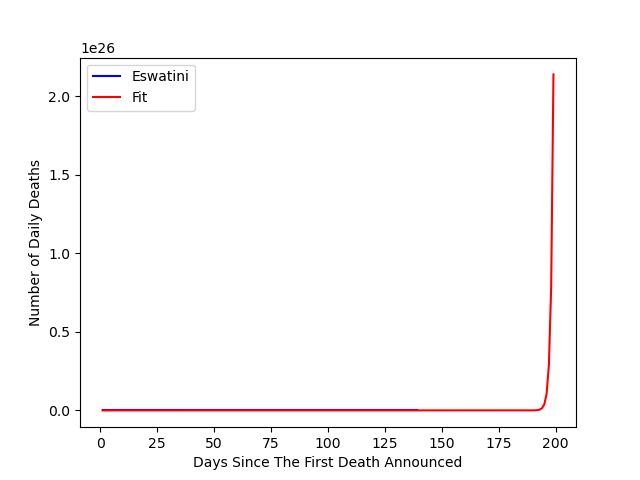 1e26
Eswatini
Fit
2.0
1.5
1.0
0.5
0.0
Number of Daily Deaths
0 25 50 75 100 125 150 175 200
Days Since The First Death Announced